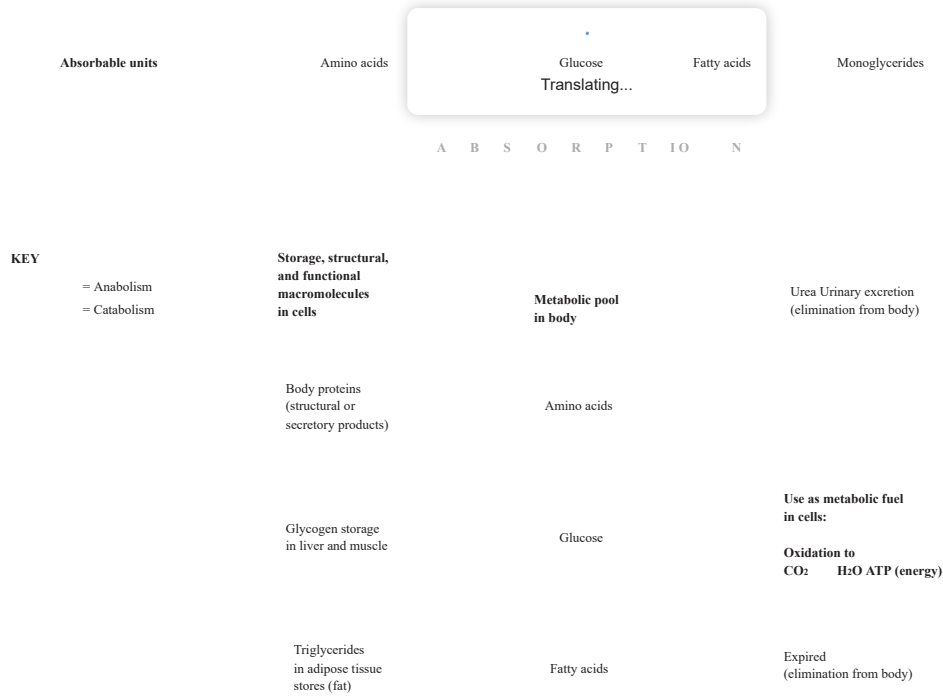 Absorbable units Amino acids Glucose Fatty acids Monoglycerides
Translating...
A B S O R P T I O N
KEY
= Anabolism
= Catabolism
Storage, structural,
and functional
macromolecules
in cells
Metabolic pool
in body
Urea Urinary excretion
(elimination from body)
Body proteins
(structural or
secretory products)
Amino acids
Glycogen storage
in liver and muscle
Glucose
Use as metabolic fuel
in cells:
Oxidation to
CO2 H2O ATP (energy)
Triglycerides
in adipose tissue
stores (fat)
Fatty acids
Expired
(elimination from body)